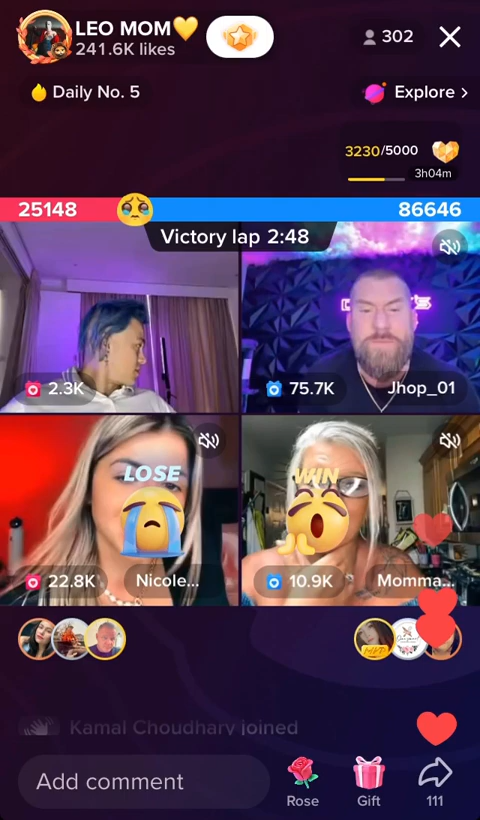 LEO MOM💛
241.6K likes
302
Daily No. 5
Explore >
3230/5000
3h04m
25148
86646
Victory lap 2:48
2.3K
75.7K
Jhop_01
LOSE
WIN
22.8K
Nicole...
10.9K
Momma...
Kamal Choudhary joined
Add comment
Rose
Gift
111